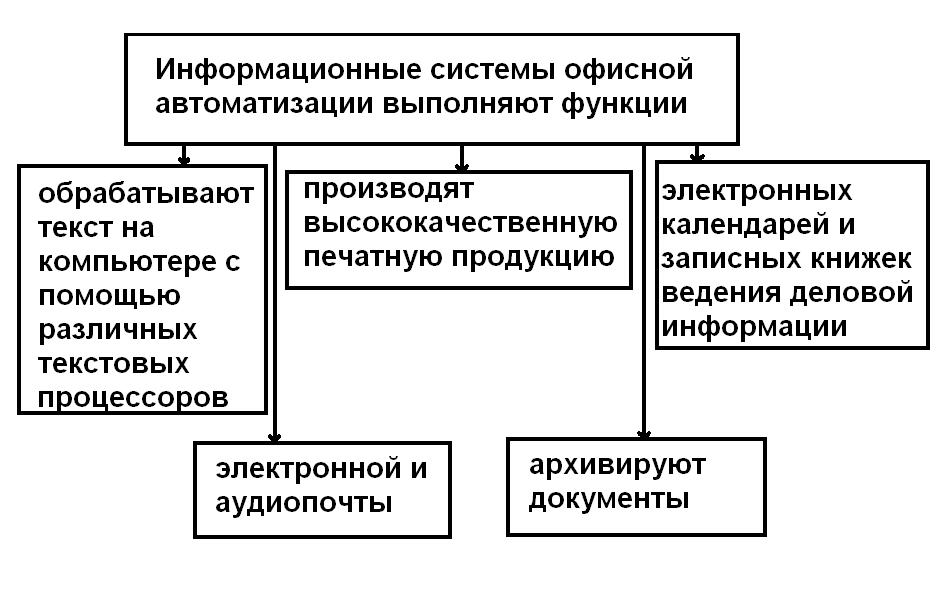 Информационные системы офисной
автоматизации выполняют функции
обрабатывают
текст на
компьютере с
помощью
различных
текстовых
процессоров
производят
высококачественную
печатную продукцию
электронных
календарей и
записных книжек
ведения деловой
информации
электронной и
аудиопочты
архивируют
документы